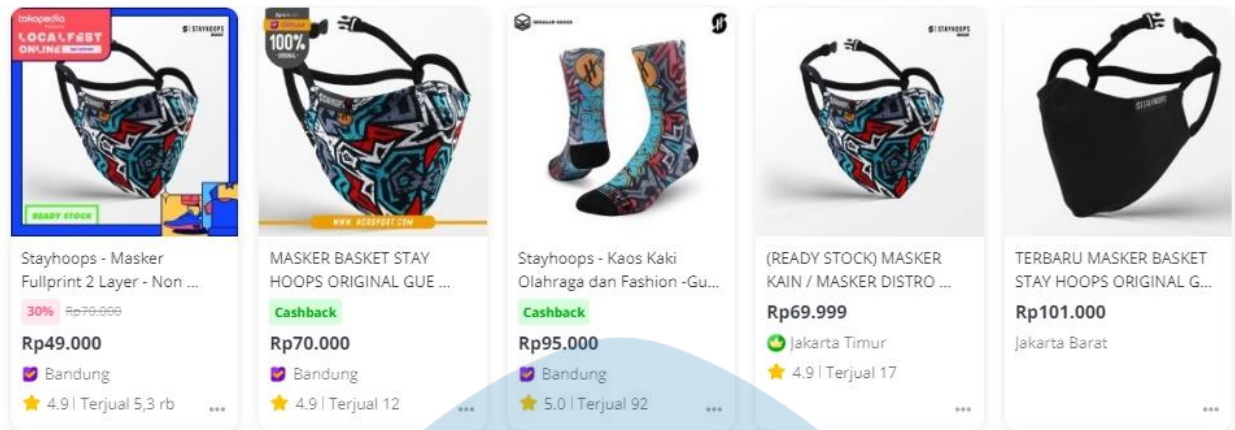 tokopedia
LOCALFEST
ONLINE
S| STAYHOOPS
READY STOCK
Stayhoops - Masker
Fullprint 2 Layer - Non ...
30% Rp70.000
Rp49.000
Bandung
4.9 | Terjual 5,3 rb
100%
WWW. NCRSPORT.COM
MASKER BASKET STAY
HOOPS ORIGINAL GUE ...
Cashback
Rp70.000
Bandung
4.9 | Terjual 12
Stayhoops - Kaos Kaki
Olahraga dan Fashion -Gu...
Cashback
Rp95.000
Bandung
5.0 | Terjual 92
S| STAYHOOPS
(READY STOCK) MASKER
KAIN / MASKER DISTRO ...
Rp69.999
Jakarta Timur
4.9 | Terjual 17
STAYHOOPS
TERBARU MASKER BASKET
STAY HOOPS ORIGINAL G...
Rp101.000
Jakarta Barat